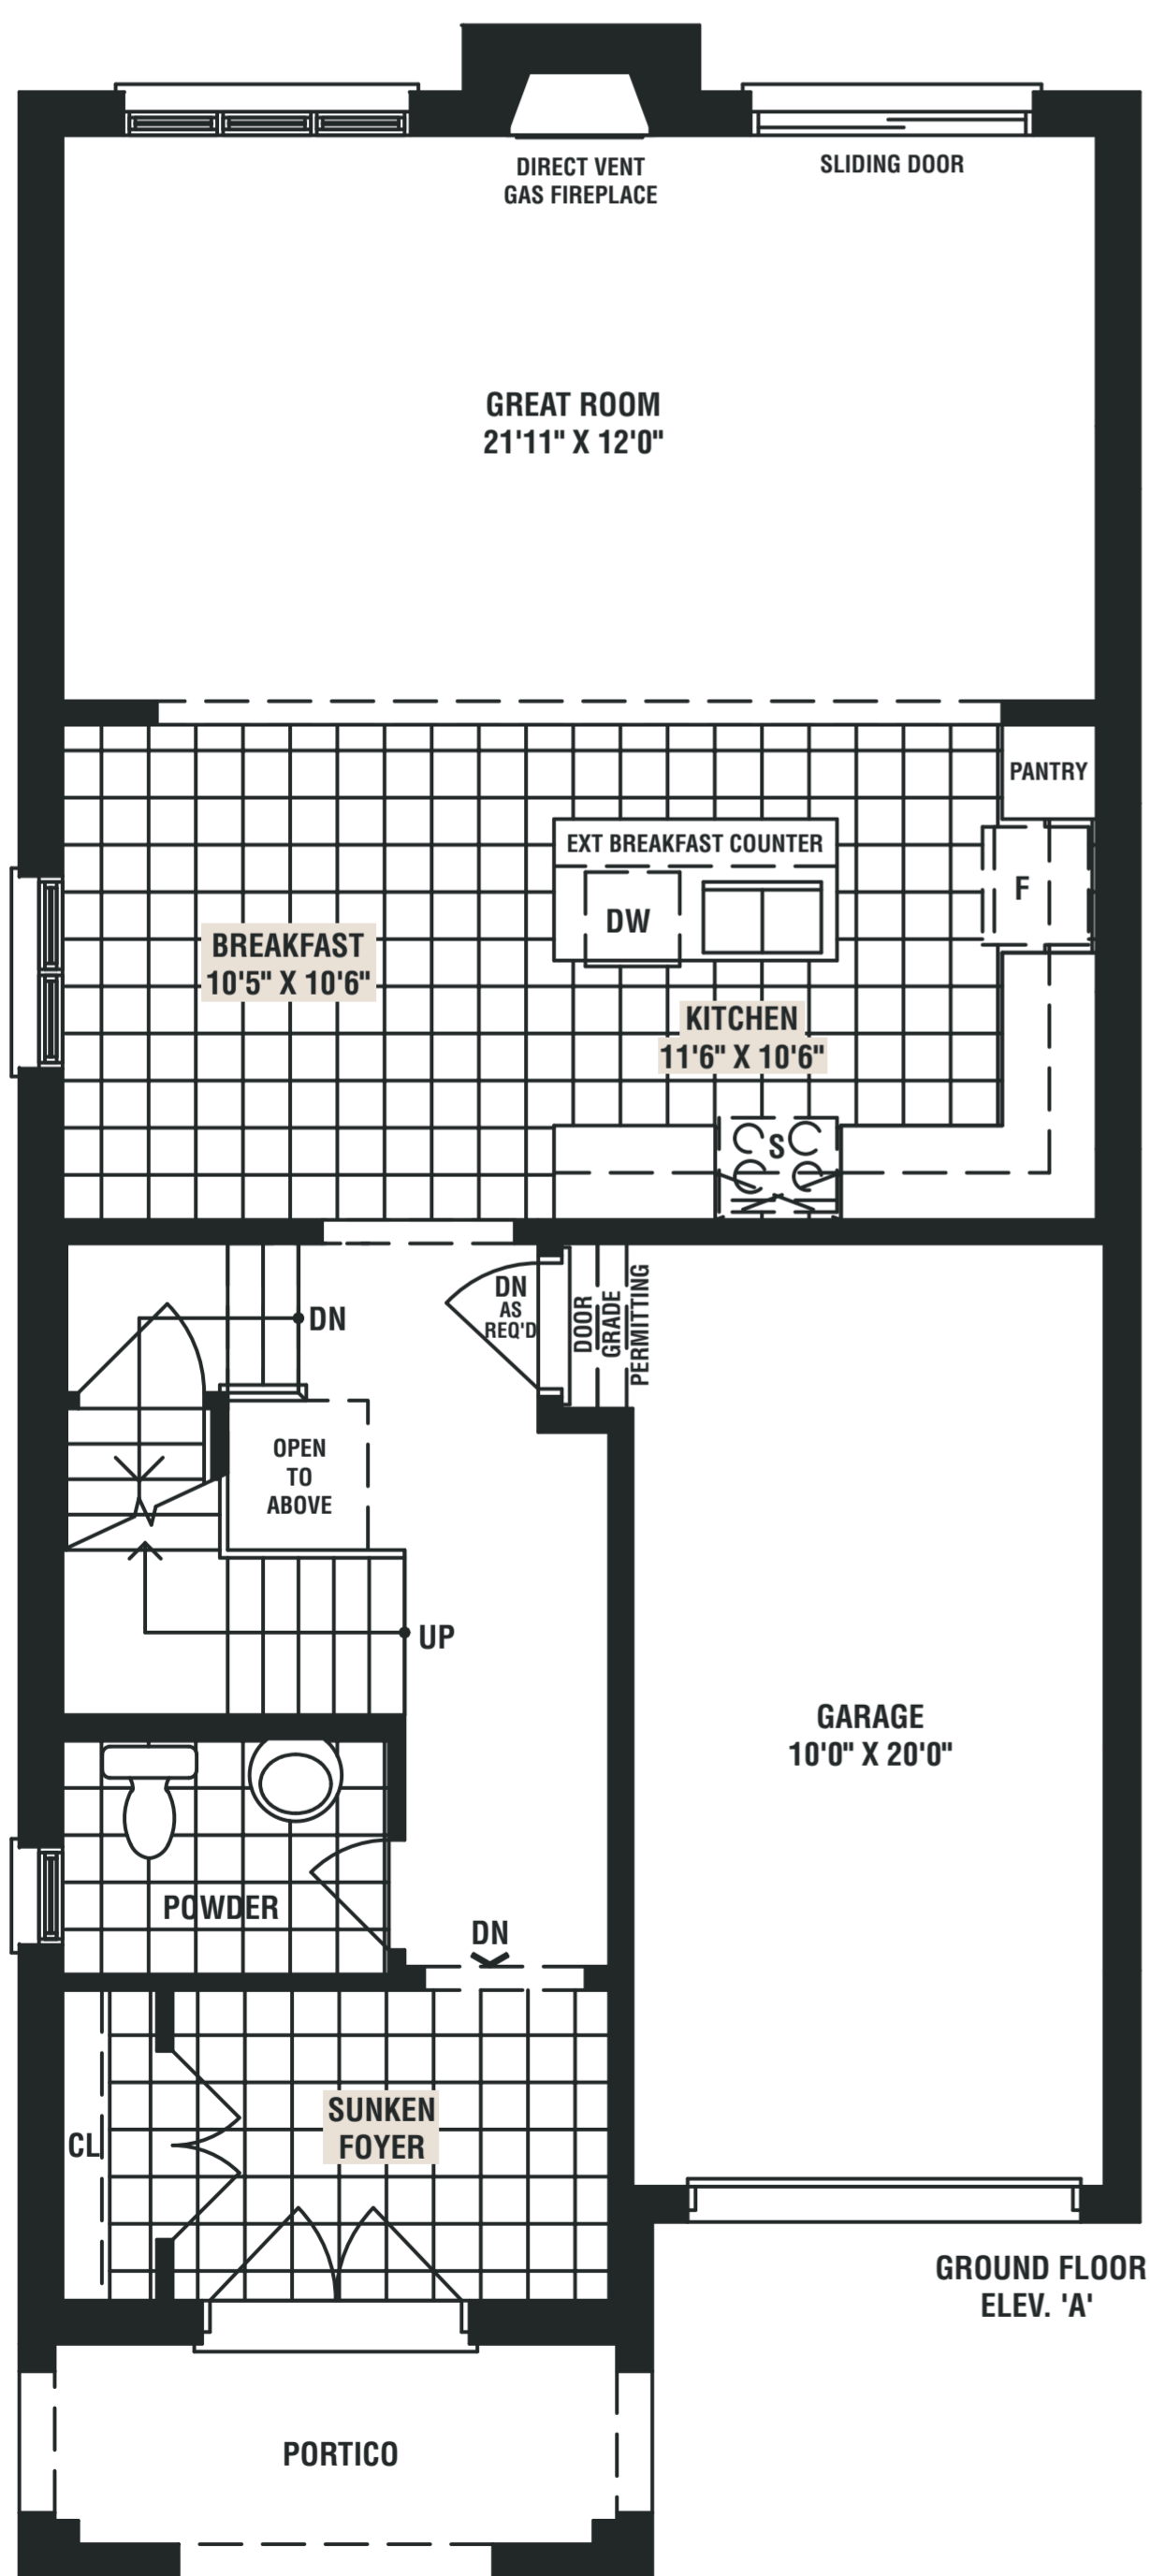 DIRECT VENT
GAS FIREPLACE
SLIDING DOOR
GREAT ROOM
21'11" X 12'0"
PANTRY
EXT BREAKFAST COUNTER
F
DW
BREAKFAST
10'5" X 10'6"
KITCHEN
11'6" X 10'6"
S
DN
DN
AS
REQ'D
DOOR
GRADE
PERMITTING
OPEN
TO
ABOVE
UP
GARAGE
10'0" X 20'0"
POWDER
DN
SUNKEN
FOYER
CL
GROUND FLOOR
ELEV. 'A'
PORTICO